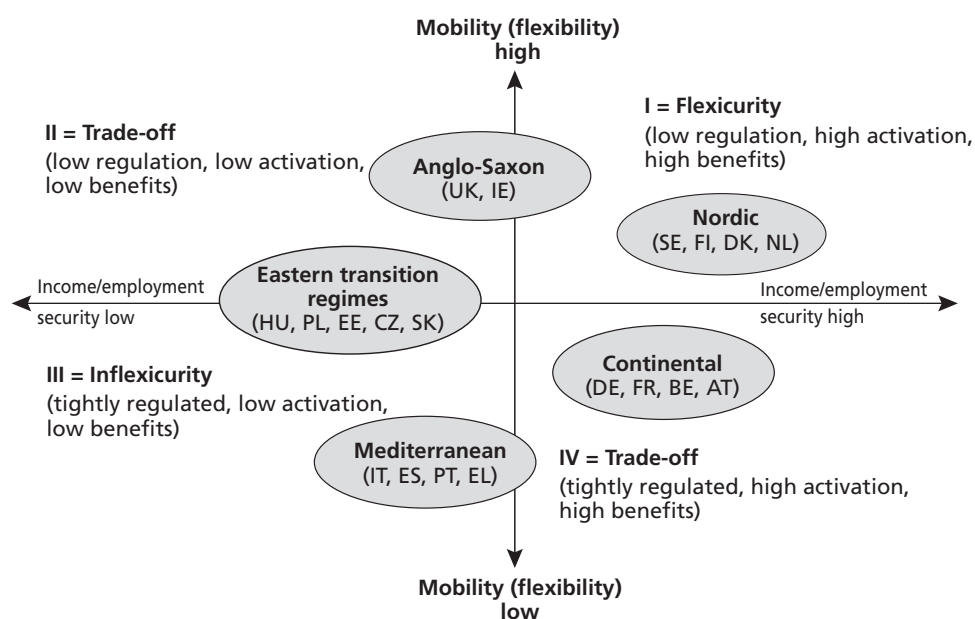 Mobility (flexibility)
high
I = Flexicurity
(low regulation, high activation,
high benefits)
II = Trade-off
(low regulation, low activation,
low benefits)
Anglo-Saxon
(UK, IE)
Nordic
(SE, FI, DK, NL)
Eastern transition
regimes
(HU, PL, EE, CZ, SK)
Income/employment
security low
Income/employment
security high
Continental
(DE, FR, BE, AT)
III = Inflexicurity
(tightly regulated, low activation,
low benefits)
Mediterranean
(IT, ES, PT, EL)
IV = Trade-off
(tightly regulated, high activation,
high benefits)
Mobility (flexibility)
low